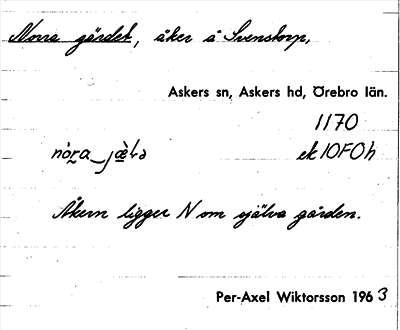 Norra gärdet, åker å Svenstorp,
Askers sn, Askers hd, Örebro län.
1170
nòra jæ̀ɖə ek 10F0h
Åkern ligger N om själva gården.
Per-Axel Wiktorsson 1963